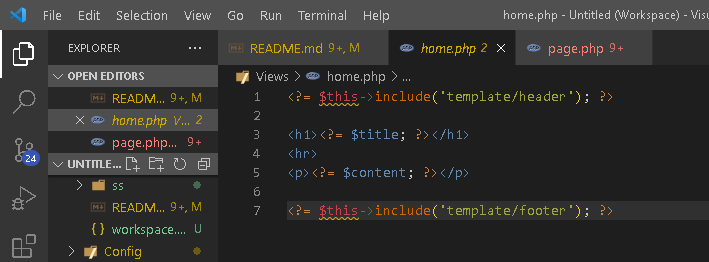 File Edit Selection View Go Run Terminal Help home.php - Untitled (Workspace) - Visu
EXPLORER ...
README.md 9+, M home.php 2 page.php 9+
OPEN EDITORS
READM... 9+, M
home.php V... 2
page.php... 9+
UNTITLE...
ss
READM... 9+, M
{ } workspace.... U
Config
24
Views > home.php > ...
1 <?= $this->include('template/header'); ?>
2
3 <h1><?= $title; ?></h1>
4 <hr>
5 <p><?= $content; ?></p>
6
7 <?= $this->include('template/footer'); ?>